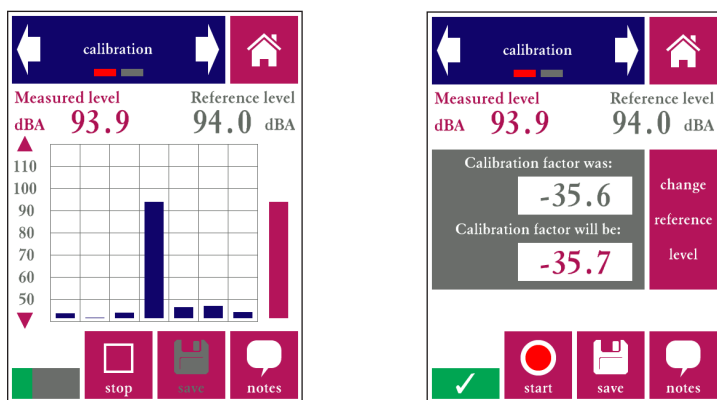 calibration
Measured level Reference level
dBA 93.9 94.0 dBA
110
100
90
80
70
60
50
stop save notes
calibration
Measured level Reference level
dBA 93.9 94.0 dBA
Calibration factor was:
-35.6
Calibration factor will be:
-35.7
change
reference
level
start save notes